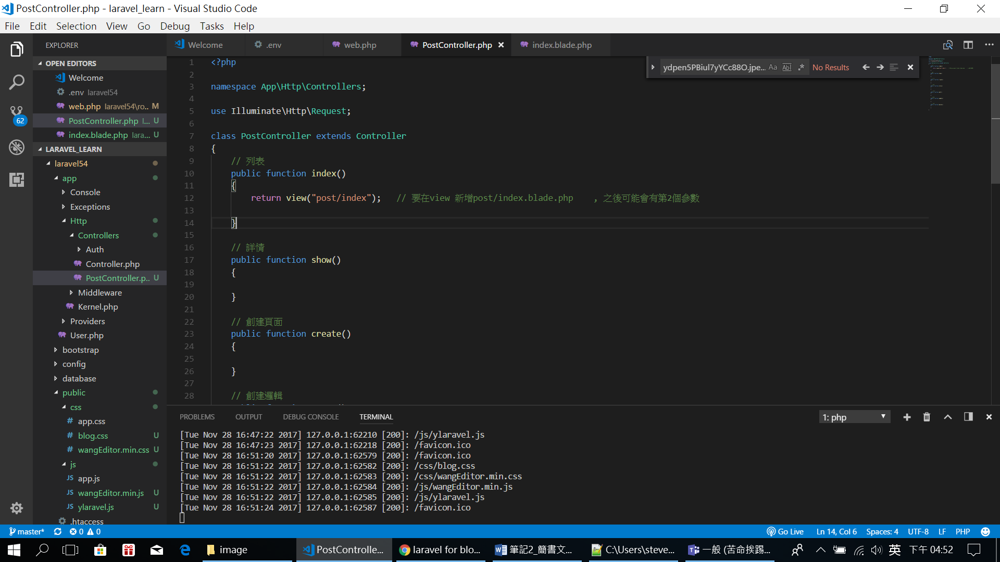 PostController.php - laravel_learn - Visual Studio Code
File Edit Selection View Go Debug Tasks Help
EXPLORER
OPEN EDITORS
Welcome
.env laravel54
web.php laravel54\ro... M
PostController.php l... U
index.blade.php lara... U
LARAVEL_LEARN
laravel54
app
Console
Exceptions
Http
Controllers
Auth
Controller.php
PostController.p... U
Middleware
Kernel.php
Providers
User.php
bootstrap
config
database
public
css
app.css
blog.css U
wangEditor.min.css U
js
app.js
wangEditor.min.js U
ylaravel.js U
.htaccess
62
Welcome .env web.php PostController.php index.blade.php
ydpen5PBiul7yYCc88O.jpe... Aa Abl .* No Results
1 <?php
2
3 namespace App\Http\Controllers;
4
5 use Illuminate\Http\Request;
6
7 class PostController extends Controller
8 {
9 // 列表
10 public function index()
11 {
12 return view("post/index"); // 要在view 新增post/index.blade.php , 之後可能會有第2個參數
13
14 }
15
16 // 詳情
17 public function show()
18 {
19
20 }
21
22 // 創建頁面
23 public function create()
24 {
25
26 }
27
28 // 創建邏輯
PROBLEMS OUTPUT DEBUG CONSOLE TERMINAL
1: php
[Tue Nov 28 16:47:22 2017] 127.0.0.1:62210 [200]: /js/ylaravel.js
[Tue Nov 28 16:47:23 2017] 127.0.0.1:62218 [200]: /favicon.ico
[Tue Nov 28 16:51:20 2017] 127.0.0.1:62579 [200]: /favicon.ico
[Tue Nov 28 16:51:22 2017] 127.0.0.1:62582 [200]: /css/blog.css
[Tue Nov 28 16:51:22 2017] 127.0.0.1:62583 [200]: /css/wangEditor.min.css
[Tue Nov 28 16:51:22 2017] 127.0.0.1:62584 [200]: /js/wangEditor.min.js
[Tue Nov 28 16:51:22 2017] 127.0.0.1:62585 [200]: /js/ylaravel.js
[Tue Nov 28 16:51:24 2017] 127.0.0.1:62587 [200]: /favicon.ico
master* 0 0 Go Live Ln 14, Col 6 Spaces: 4 UTF-8 LF PHP
image PostControlle... laravel for blo... 筆記2_簡書文... C:\Users\steve... 一般 (苦命挨踢... 英 下午 04:52